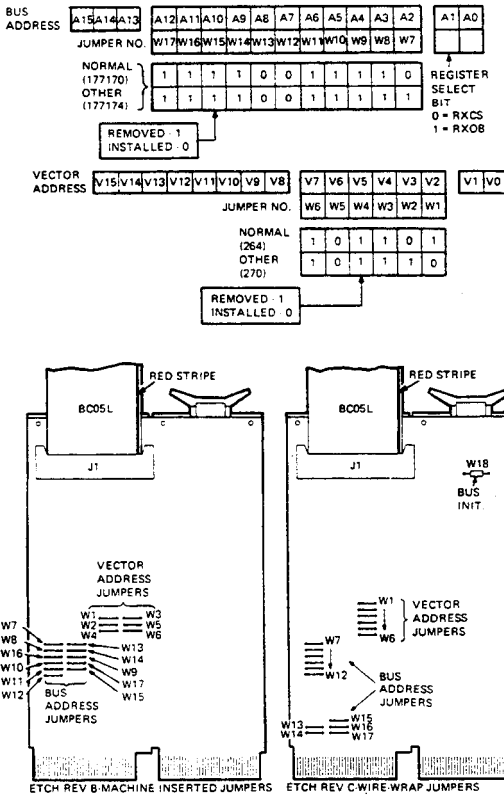 BUS ADDRESS A15 A14 A13 A12 A11 A10 A9 A8 A7 A6 A5 A4 A3 A2 A1 A0
JUMPER NO. W17 W16 W15 W14 W13 W12 W11 W10 W9 W8 W7
NORMAL (177170) 1 1 1 1 0 0 1 1 1 1 0
OTHER (177174) 1 1 1 1 0 0 1 1 1 1 1
REGISTER
SELECT
BIT
0 = RXCS
1 = RXOB
REMOVED - 1
INSTALLED - 0
VECTOR ADDRESS V15 V14 V13 V12 V11 V10 V9 V8 V7 V6 V5 V4 V3 V2 V1 V0
JUMPER NO. W6 W5 W4 W3 W2 W1
NORMAL (264) 1 0 1 1 0 1
OTHER (270) 1 0 1 1 1 0
REMOVED - 1
INSTALLED - 0
RED STRIPE
BC05L
J1
VECTOR
ADDRESS
JUMPERS
W1 W3
W2 W5
W4 W6
W7
W8
W16
W10
W11
W12
W13
W14
W9
W17
W15
BUS
ADDRESS
JUMPERS
ETCH REV B-MACHINE INSERTED JUMPERS
RED STRIPE
BC05L
J1
W18
BUS
INIT.
W1
W6
VECTOR
ADDRESS
JUMPERS
W7
W12
BUS
ADDRESS
JUMPERS
W13
W14
W15
W16
W17
ETCH REV C-WIRE-WRAP JUMPERS